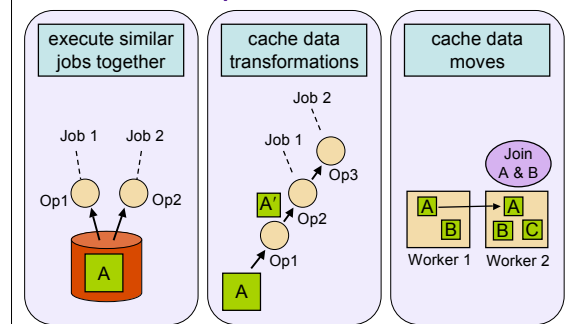 execute similar
jobs together
Job 1
Job 2
Op1
Op2
A
cache data
transformations
Job 2
Job 1
Op3
A′
Op2
Op1
A
cache data
moves
Join
A & B
A
A
B
B
C
Worker 1
Worker 2